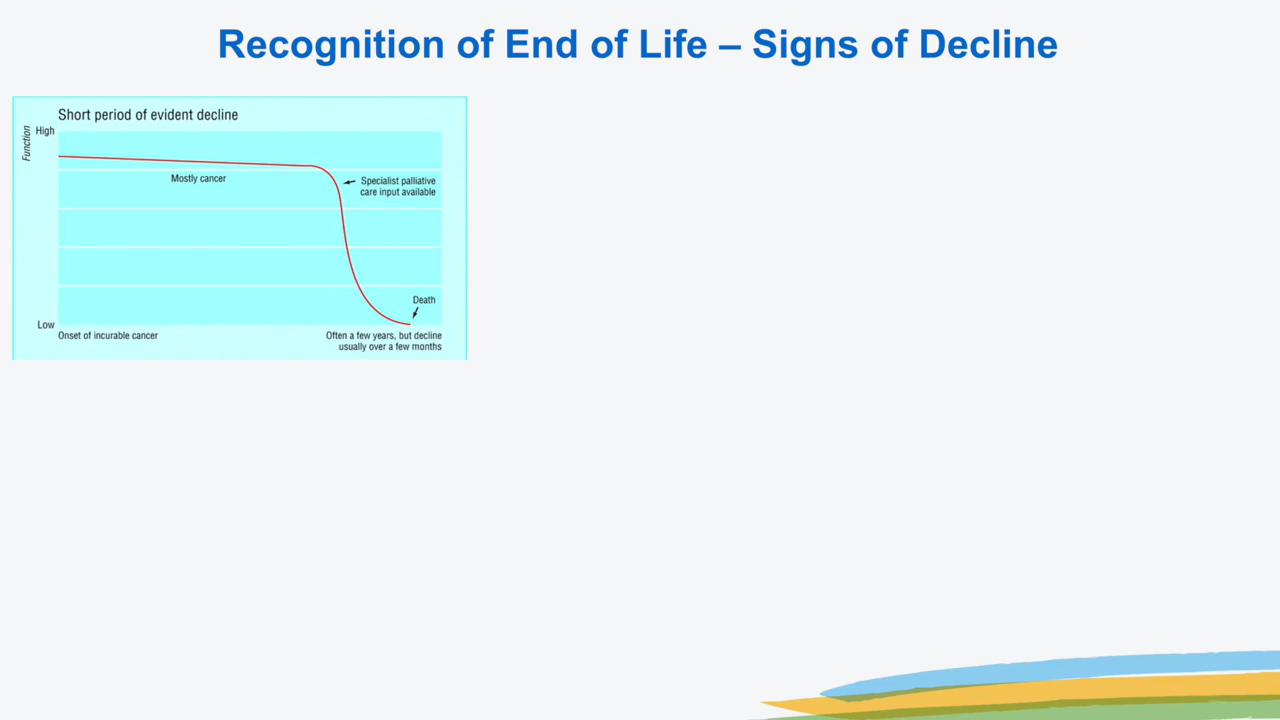 Recognition of End of Life – Signs of Decline
Short period of evident decline
High
Function
Mostly cancer
Specialist palliative
care input available
Death
Low
Onset of incurable cancer
Often a few years, but decline
usually over a few months